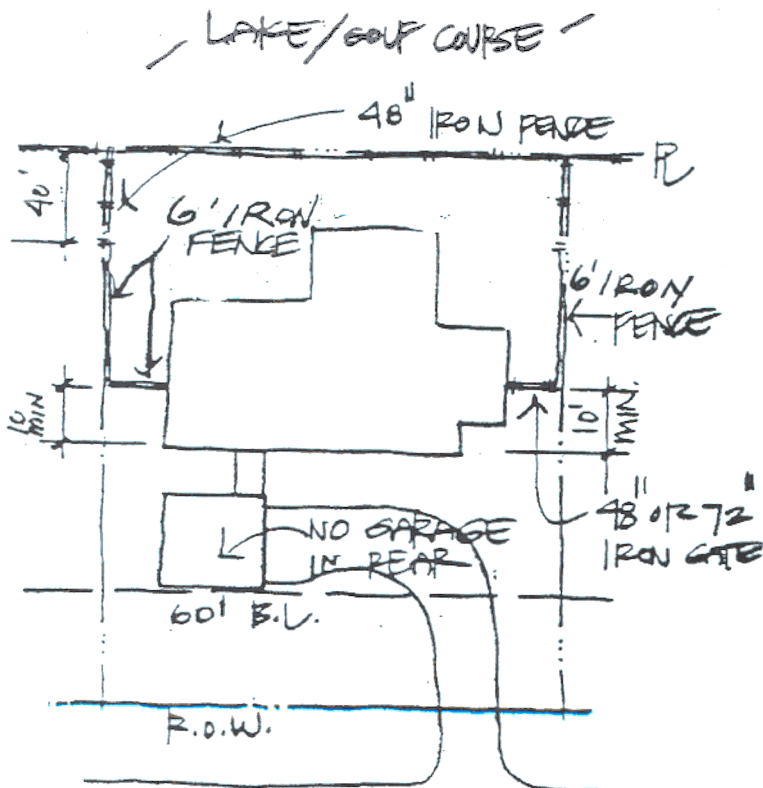 LAKE/GOLF COURSE
48" IRON FENCE
PL
40'
6' IRON
FENCE
6' IRON
FENCE
10'
MIN
10'
MIN.
48" OR 72"
IRON GATE
NO GARAGE
IN REAR
60' B.L.
R.O.W.